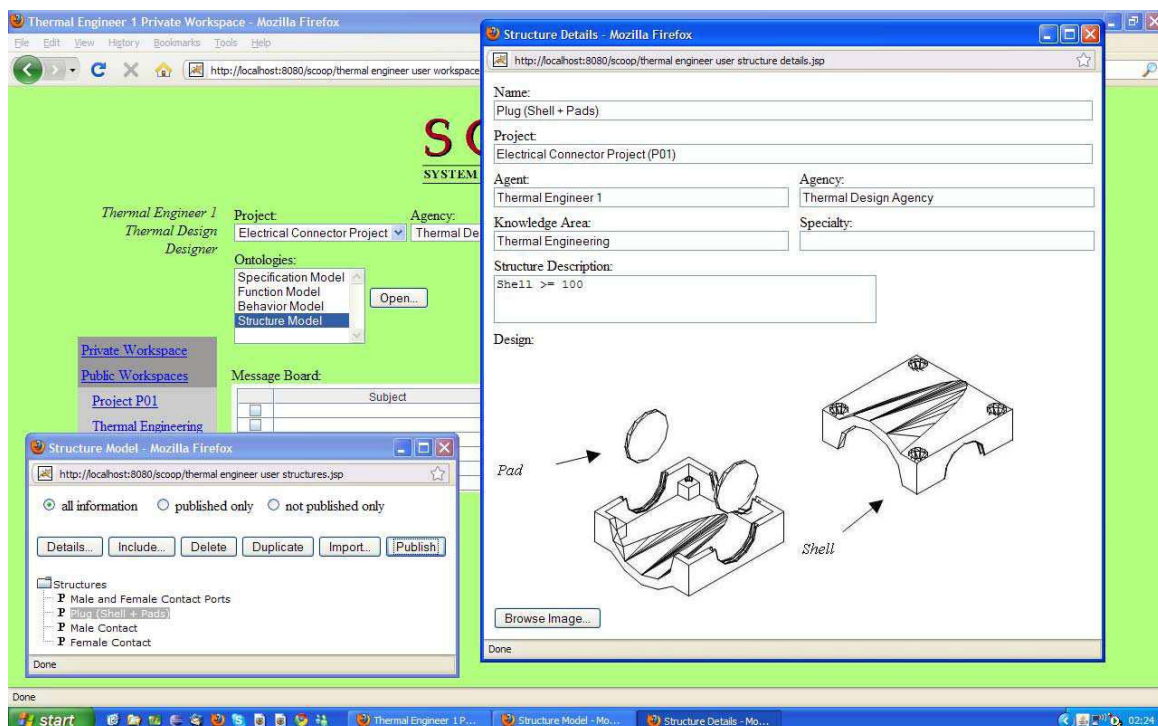 Thermal Engineer 1 Private Workspace - Mozilla Firefox
File Edit View History Bookmarks Tools Help
http://localhost:8080/scoop/thermal engineer user workspace
S
SYSTEM
Thermal Engineer 1
Thermal Design
Designer
Project:
Agency:
Electrical Connector Project
Thermal De
Ontologies:
Specification Model
Function Model
Behavior Model
Structure Model
Open...
Private Workspace
Public Workspaces
Project P01
Thermal Engineering
Message Board:
Subject
Structure Model - Mozilla Firefox
http://localhost:8080/scoop/thermal engineer user structures.jsp
all information published only not published only
Details... Include... Delete Duplicate Import... Publish
Structures
P Male and Female Contact Ports
P Plug (Shell + Pads)
P Male Contact
P Female Contact
Done
Structure Details - Mozilla Firefox
http://localhost:8080/scoop/thermal engineer user structure details.jsp
Name:
Plug (Shell + Pads)
Project:
Electrical Connector Project (P01)
Agent: Agency:
Thermal Engineer 1 Thermal Design Agency
Knowledge Area: Specialty:
Thermal Engineering
Structure Description:
Shell >= 100
Design:
Pad
Shell
Browse Image...
Done
Done
start
Thermal Engineer 1 P...
Structure Model - Mo...
Structure Details - Mo...
02:24